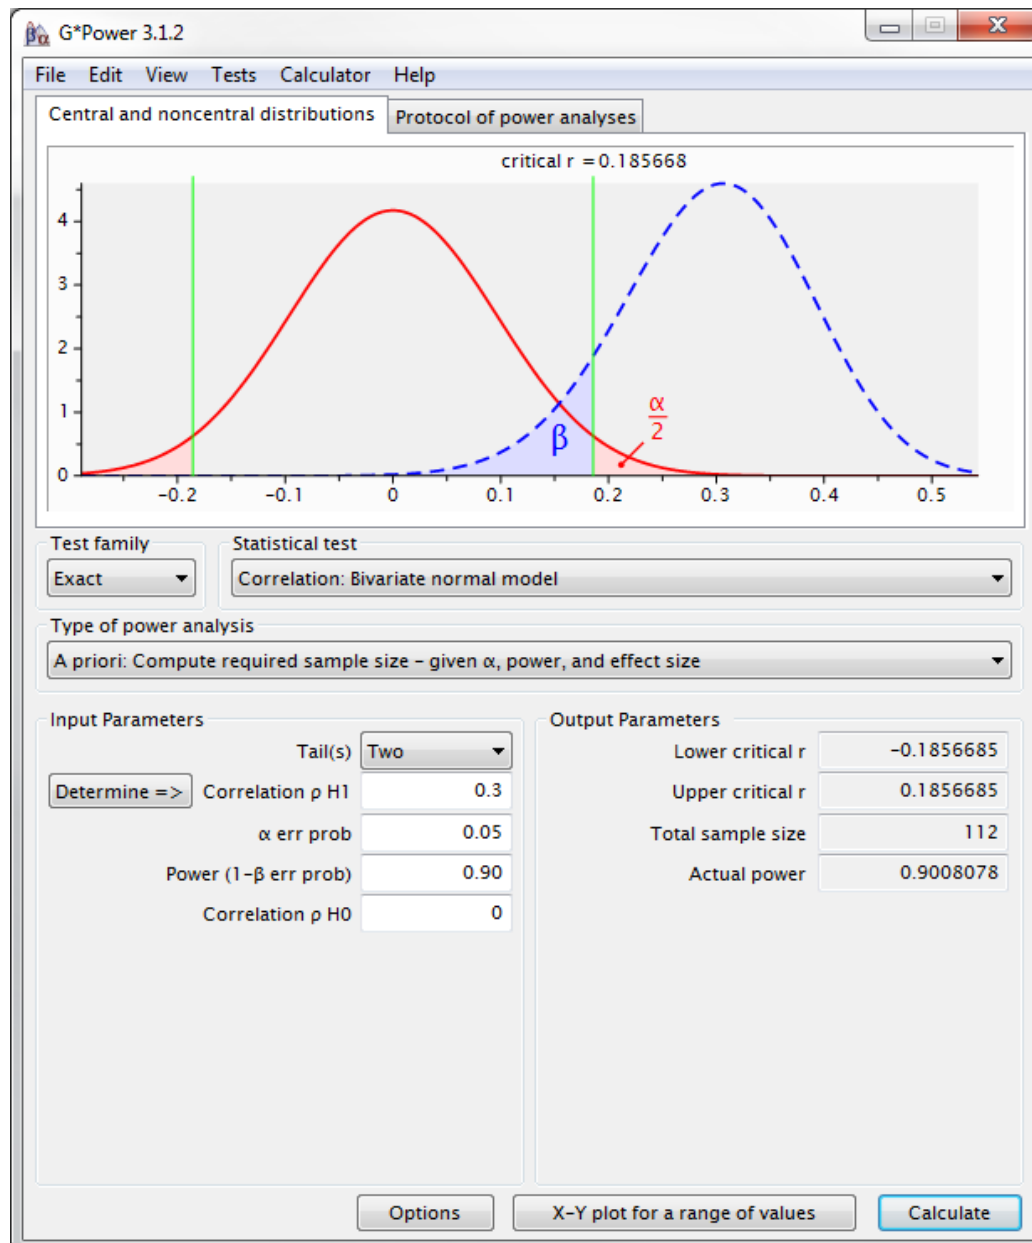 βα G*Power 3.1.2
File Edit View Tests Calculator Help
Central and noncentral distributions Protocol of power analyses
critical r = 0.185668
4
3
2
1
0
β
α
2
-0.2 -0.1 0 0.1 0.2 0.3 0.4 0.5
Test family Statistical test
Exact Correlation: Bivariate normal model
Type of power analysis
A priori: Compute required sample size – given α, power, and effect size
Input Parameters
Tail(s) Two
Determine => Correlation ρ H1 0.3
α err prob 0.05
Power (1-β err prob) 0.90
Correlation ρ H0 0
Output Parameters
Lower critical r -0.1856685
Upper critical r 0.1856685
Total sample size 112
Actual power 0.9008078
Options X-Y plot for a range of values Calculate